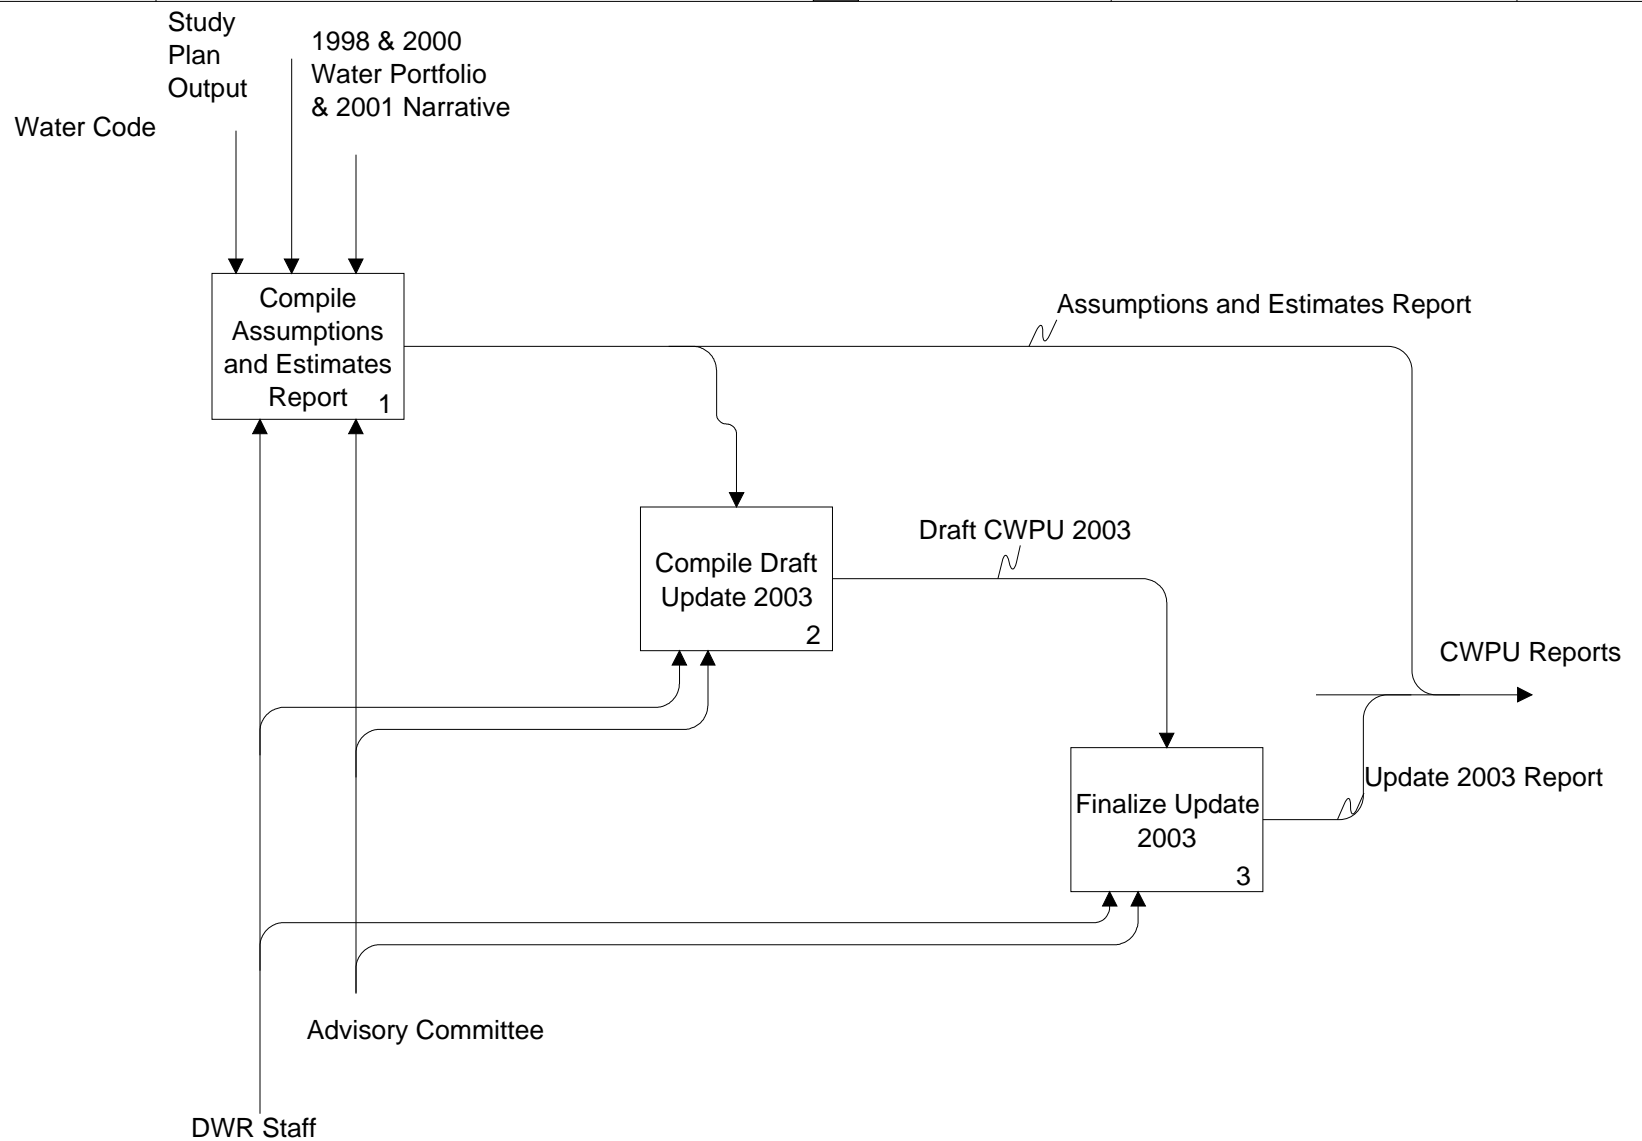 Study
Plan
Output
1998 & 2000
Water Portfolio
& 2001 Narrative
Water Code
Compile
Assumptions
and Estimates
Report
1
Assumptions and Estimates Report
Compile Draft
Update 2003
2
Draft CWPU 2003
CWPU Reports
Finalize Update
2003
3
Update 2003 Report
Advisory Committee
DWR Staff